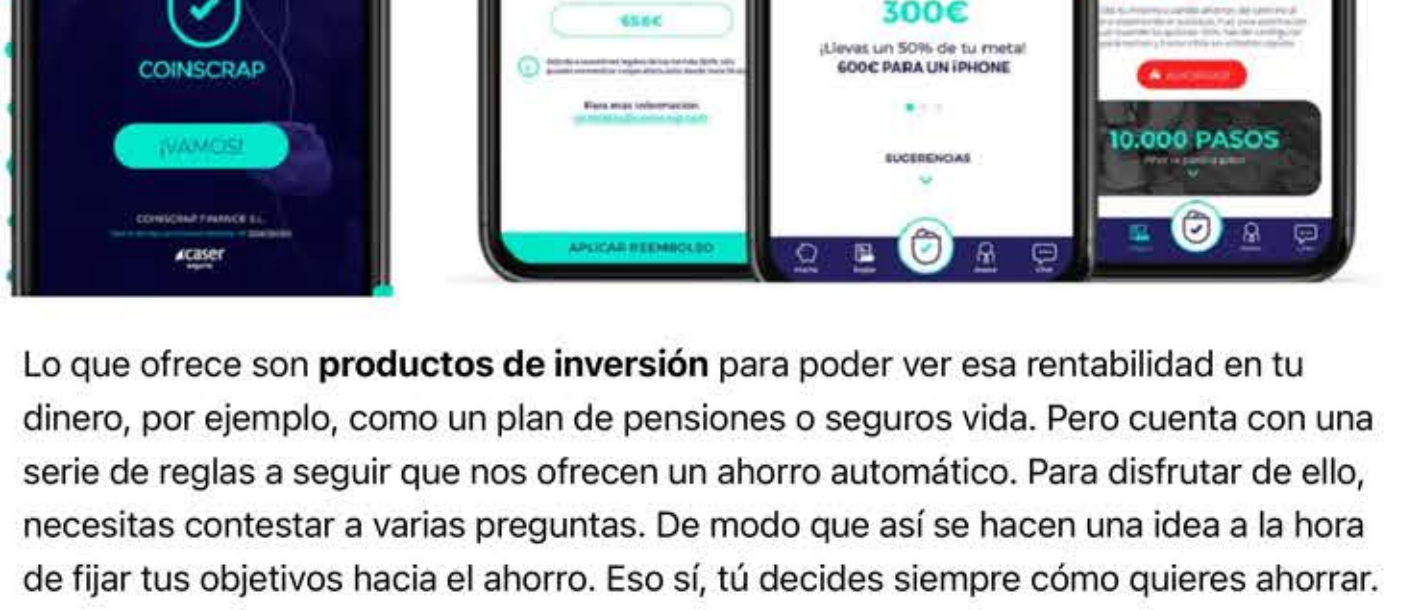 COINSCRAP
¡VAMOS!
COINSCRAP FINANCE S.L.
caser
seguros
65.6€
Para más información
APLICAR REEMBOLSO
300€
¡Llevas un 50% de tu meta!
600€ PARA UN iPHONE
SUGERENCIAS
Chat
10.000 PASOS
Lo que ofrece son productos de inversión para poder ver esa rentabilidad en tu
dinero, por ejemplo, como un plan de pensiones o seguros vida. Pero cuenta con una
serie de reglas a seguir que nos ofrecen un ahorro automático. Para disfrutar de ello,
necesitas contestar a varias preguntas. De modo que así se hacen una idea a la hora
de fijar tus objetivos hacia el ahorro. Eso sí, tú decides siempre cómo quieres ahorrar.